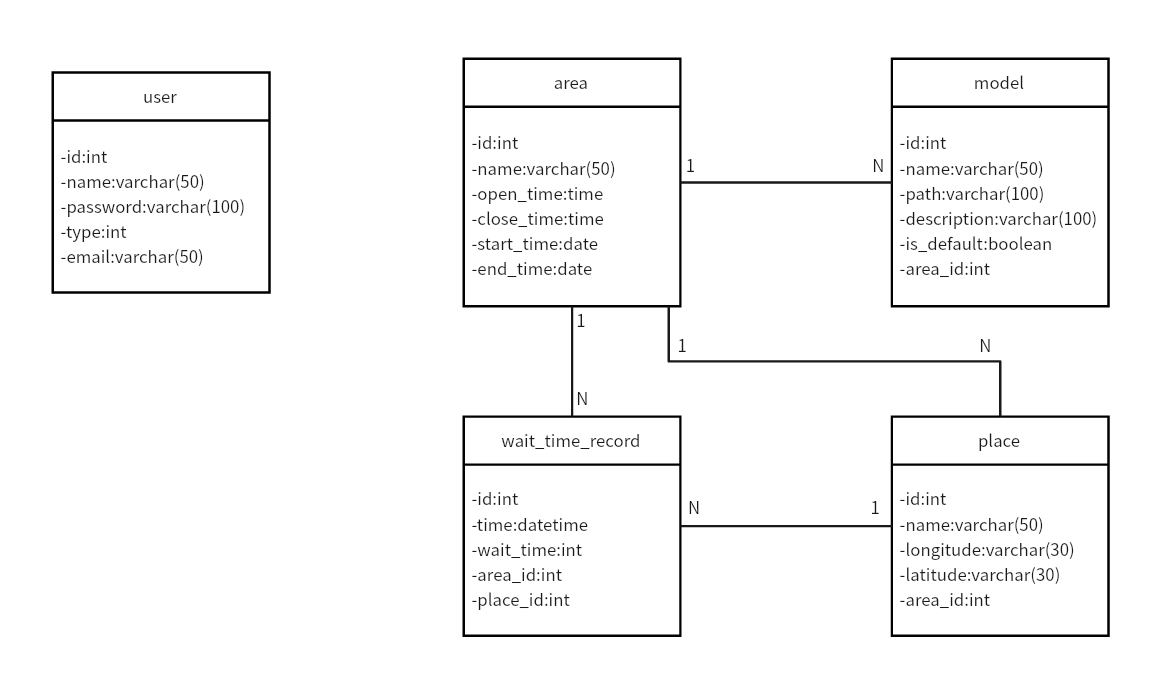 user
-id:int
-name:varchar(50)
-password:varchar(100)
-type:int
-email:varchar(50)
area
-id:int
-name:varchar(50)
-open_time:time
-close_time:time
-start_time:date
-end_time:date
1
N
model
-id:int
-name:varchar(50)
-path:varchar(100)
-description:varchar(100)
-is_default:boolean
-area_id:int
1
N
1
N
wait_time_record
-id:int
-time:datetime
-wait_time:int
-area_id:int
-place_id:int
N
1
place
-id:int
-name:varchar(50)
-longitude:varchar(30)
-latitude:varchar(30)
-area_id:int